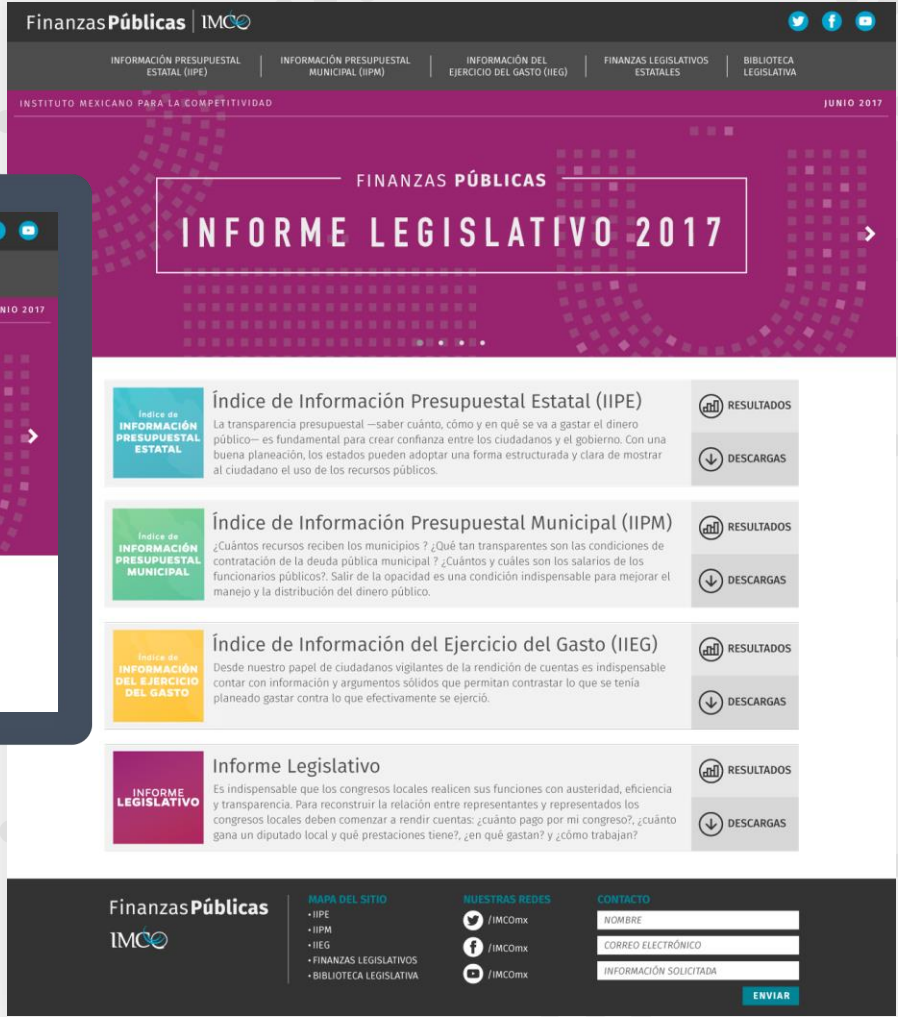 Finanzas Públicas | IMCO
INFORMACIÓN PRESUPUESTAL ESTATAL (IIPE)
INFORMACIÓN PRESUPUESTAL MUNICIPAL (IIPM)
INFORMACIÓN DEL EJERCICIO DEL GASTO (IIEG)
FINANZAS LEGISLATIVOS ESTATALES
BIBLIOTECA LEGISLATIVA
INSTITUTO MEXICANO PARA LA COMPETITIVIDAD
JUNIO 2017
FINANZAS PÚBLICAS
INFORME LEGISLATIVO 2017
NIO 2017
Índice de
INFORMACIÓN
PRESUPUESTAL
ESTATAL
Índice de Información Presupuestal Estatal (IIPE)
La transparencia presupuestal —saber cuánto, cómo y en qué se va a gastar el dinero
público— es fundamental para crear confianza entre los ciudadanos y el gobierno. Con una
buena planeación, los estados pueden adoptar una forma estructurada y clara de mostrar
al ciudadano el uso de los recursos públicos.
RESULTADOS
DESCARGAS
Índice de
INFORMACIÓN
PRESUPUESTAL
MUNICIPAL
Índice de Información Presupuestal Municipal (IIPM)
¿Cuántos recursos reciben los municipios ? ¿Qué tan transparentes son las condiciones de
contratación de la deuda pública municipal ? ¿Cuántos y cuáles son los salarios de los
funcionarios públicos?. Salir de la opacidad es una condición indispensable para mejorar el
manejo y la distribución del dinero público.
RESULTADOS
DESCARGAS
Índice de
INFORMACIÓN
DEL EJERCICIO
DEL GASTO
Índice de Información del Ejercicio del Gasto (IIEG)
Desde nuestro papel de ciudadanos vigilantes de la rendición de cuentas es indispensable
contar con información y argumentos sólidos que permitan contrastar lo que se tenía
planeado gastar contra lo que efectivamente se ejerció.
RESULTADOS
DESCARGAS
INFORME
LEGISLATIVO
Informe Legislativo
Es indispensable que los congresos locales realicen sus funciones con austeridad, eficiencia
y transparencia. Para reconstruir la relación entre representantes y representados los
congresos locales deben comenzar a rendir cuentas: ¿cuánto pago por mi congreso?, ¿cuánto
gana un diputado local y qué prestaciones tiene?, ¿en qué gastan? y ¿cómo trabajan?
RESULTADOS
DESCARGAS
Finanzas Públicas
IMCO
MAPA DEL SITIO
• IIPE
• IIPM
• IIEG
• FINANZAS LEGISLATIVOS
• BIBLIOTECA LEGISLATIVA
NUESTRAS REDES
/IMCOmx
/IMCOmx
/IMCOmx
CONTACTO
NOMBRE
CORREO ELECTRÓNICO
INFORMACIÓN SOLICITADA
ENVIAR